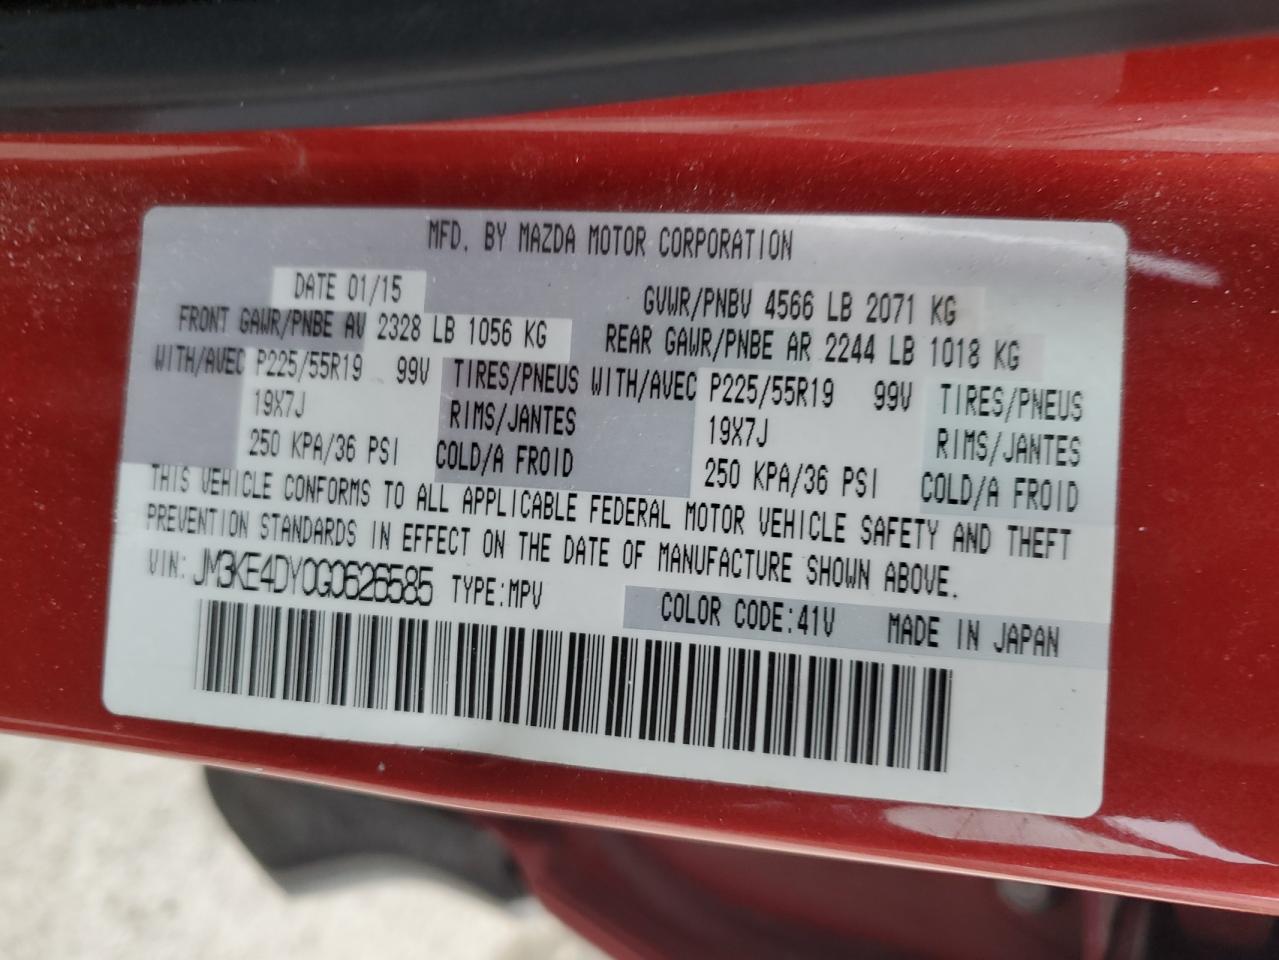 MFD. BY MAZDA MOTOR CORPORATION
DATE 01/15 GVWR/PNBV 4566 LB 2071 KG
FRONT GAWR/PNBE AV 2328 LB 1056 KG REAR GAWR/PNBE AR 2244 LB 1018 KG
WITH/AVEC P225/55R19 99V TIRES/PNEUS WITH/AVEC P225/55R19 99V TIRES/PNEUS
19X7J RIMS/JANTES 19X7J RIMS/JANTES
250 KPA/36 PSI COLD/A FROID 250 KPA/36 PSI COLD/A FROID
THIS VEHICLE CONFORMS TO ALL APPLICABLE FEDERAL MOTOR VEHICLE SAFETY AND THEFT
PREVENTION STANDARDS IN EFFECT ON THE DATE OF MANUFACTURE SHOWN ABOVE.
VIN: JM3KE4DY0G0626585 TYPE:MPV COLOR CODE:41V MADE IN JAPAN